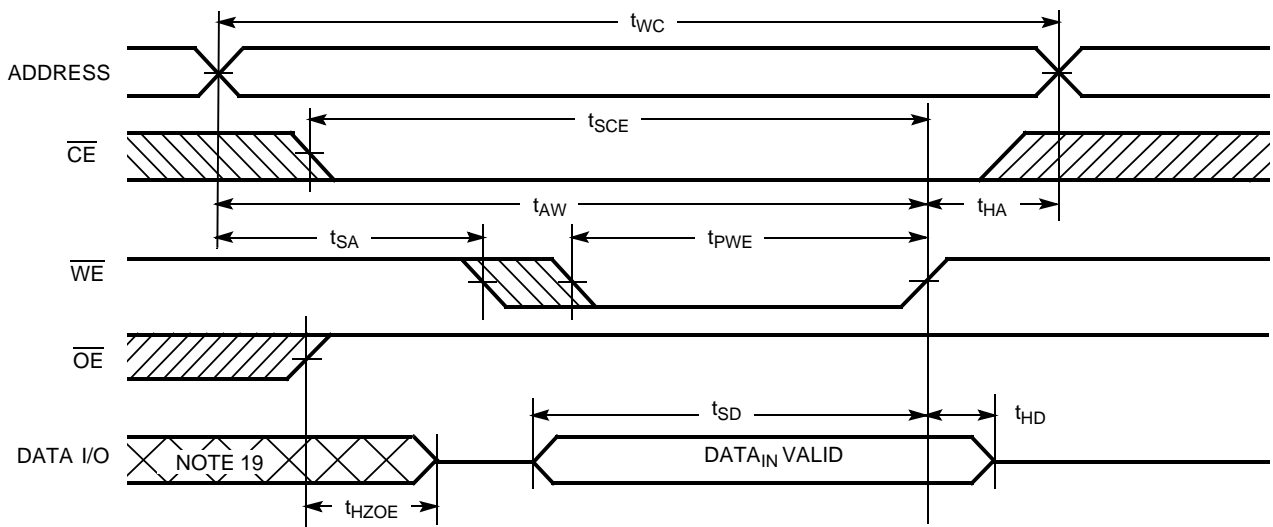 tWC
ADDRESS
tSCE
CE
tAW
tHA
tSA
tPWE
WE
OE
tSD
tHD
DATA I/O
NOTE 19
DATAIN VALID
tHZOE